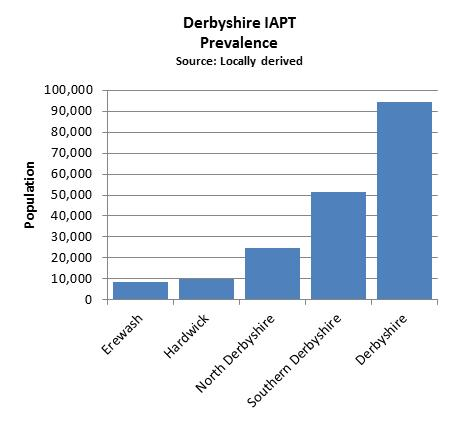 Derbyshire IAPT
Prevalence
Source: Locally derived
100,000
90,000
80,000
70,000
60,000
50,000
40,000
30,000
20,000
10,000
0
Population
Erewash
Hardwick
North Derbyshire
Southern Derbyshire
Derbyshire